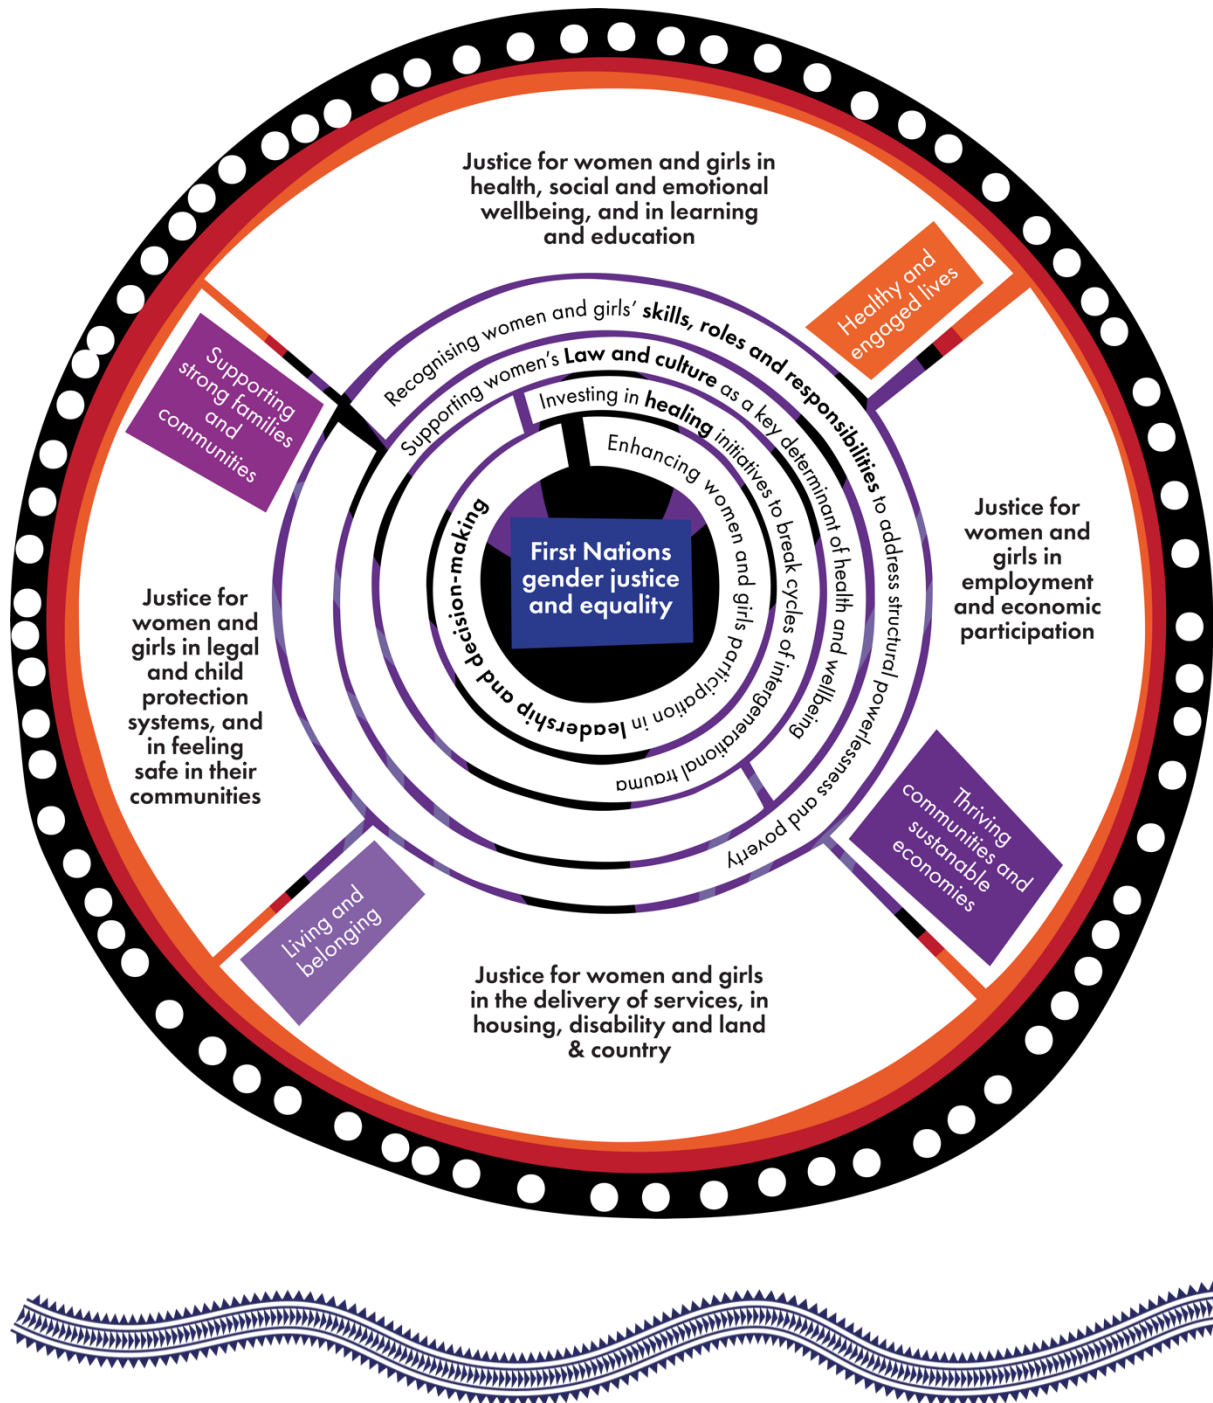 Justice for women and girls in
health, social and emotional
wellbeing, and in learning
and education
Healthy and
engaged lives
Supporting
strong families
and
communities
Recognising women and girls’ skills, roles and responsibilities to address structural powerlessness and poverty
Supporting women’s Law and culture as a key determinant of health and wellbeing
Investing in healing initiatives to break cycles of intergenerational trauma
Enhancing women and girls participation in leadership and decision-making
First Nations
gender justice
and equality
Justice for
women and
girls in
employment
and economic
participation
Justice for
women and
girls in legal
and child
protection
systems, and
in feeling
safe in their
communities
Thriving
communities and
sustanable
economies
Living and
belonging
Justice for women and girls
in the delivery of services, in
housing, disability and land
& country